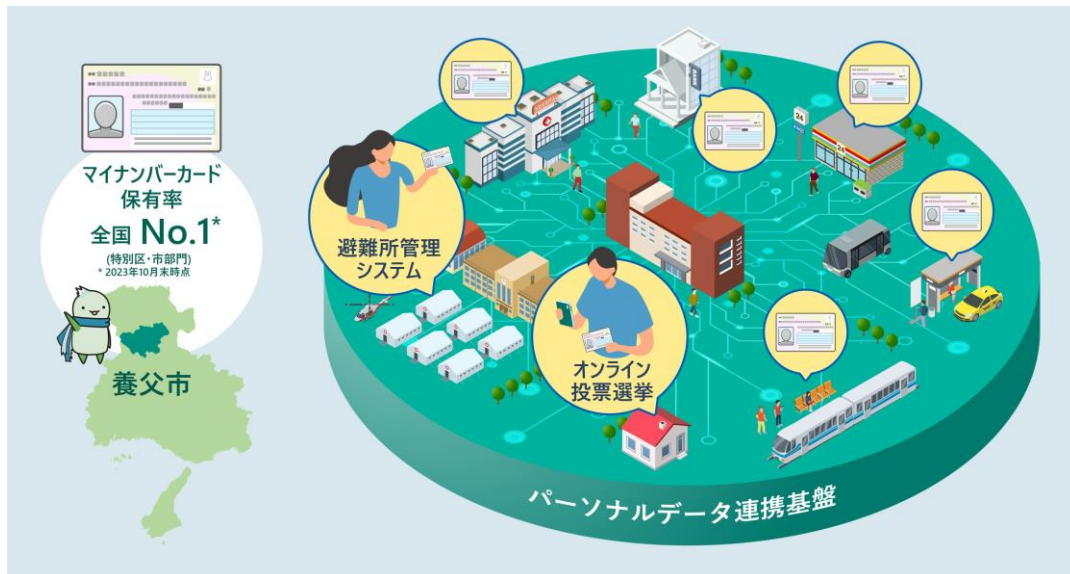 マイナンバーカード
保有率
全国 No.1*
(特別区・市部門)
* 2023年10月末時点
養父市
避難所管理
システム
オンライン
投票選挙
BANK
24
24
パーソナルデータ連携基盤